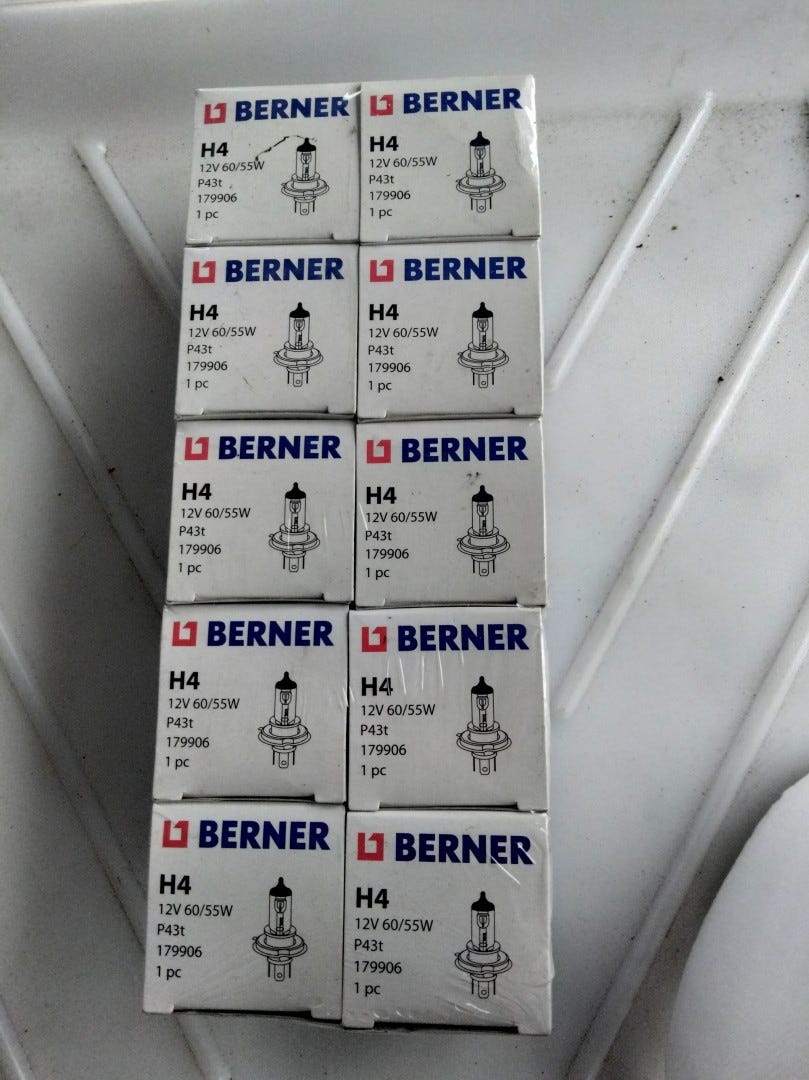 BERNER
H4
12V 60/55W
P43t
179906
1 pc
BERNER
H4
12V 60/55W
P43t
179906
1 pc
BERNER
H4
12V 60/55W
P43t
179906
1 pc
BERNER
H4
12V 60/55W
P43t
179906
1 pc
BERNER
H4
12V 60/55W
P43t
179906
1 pc
BERNER
H4
12V 60/55W
P43t
179906
1 pc
BERNER
H4
12V 60/55W
P43t
179906
1 pc
BERNER
H4
12V 60/55W
P43t
179906
1 pc
BERNER
H4
12V 60/55W
P43t
179906
1 pc
BERNER
H4
12V 60/55W
P43t
179906
1 pc